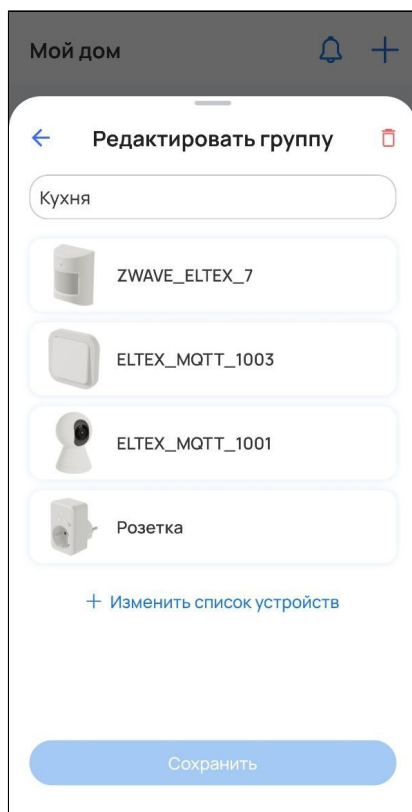 Мой дом
Редактировать группу
Кухня
ZWAVE_ELTEX_7
ELTEX_MQTT_1003
ELTEX_MQTT_1001
Розетка
+ Изменить список устройств
Сохранить